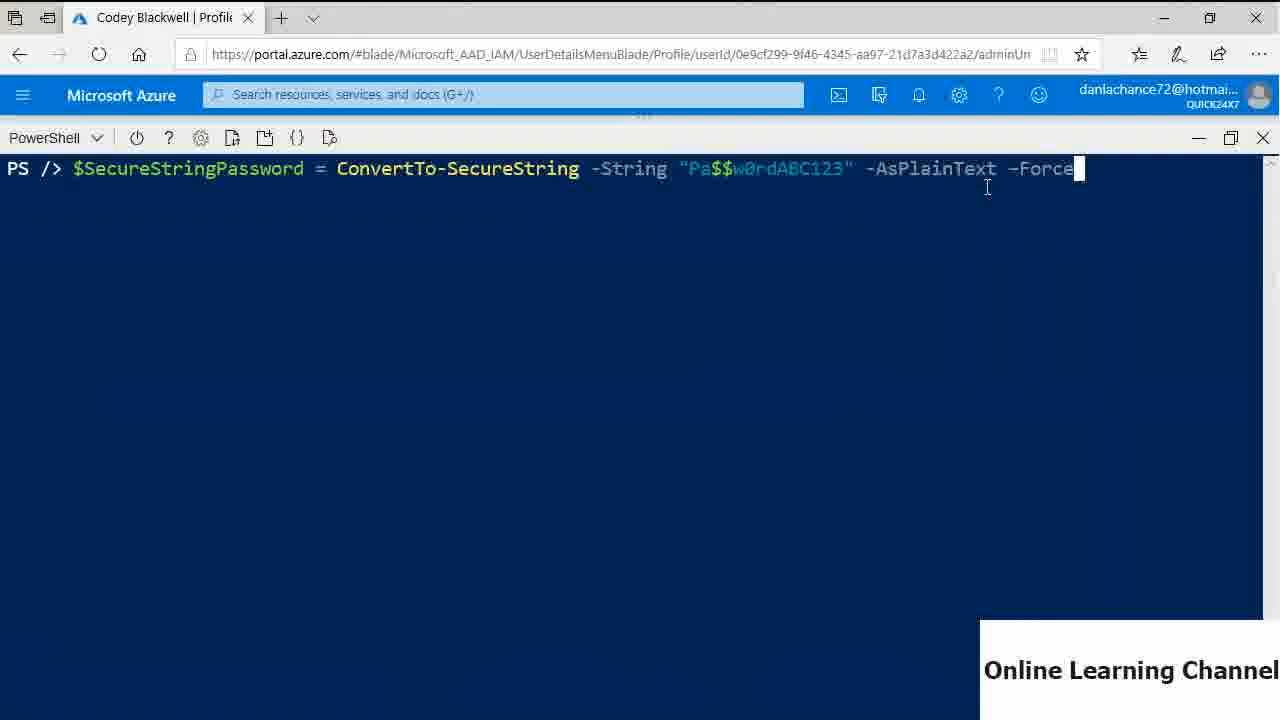 Codey Blackwell | Profile
https://portal.azure.com/#blade/Microsoft_AAD_IAM/UserDetailsMenuBlade/Profile/userId/0e9cf299-9f46-4345-aa97-21d7a3d422a2/adminUn
Microsoft Azure
Search resources, services, and docs (G+/)
danlachance72@hotmai...
QUICK24X7
PowerShell
PS /> $SecureStringPassword = ConvertTo-SecureString -String "Pa$$w0rdABC123" -AsPlainText –Force
Online Learning Channel